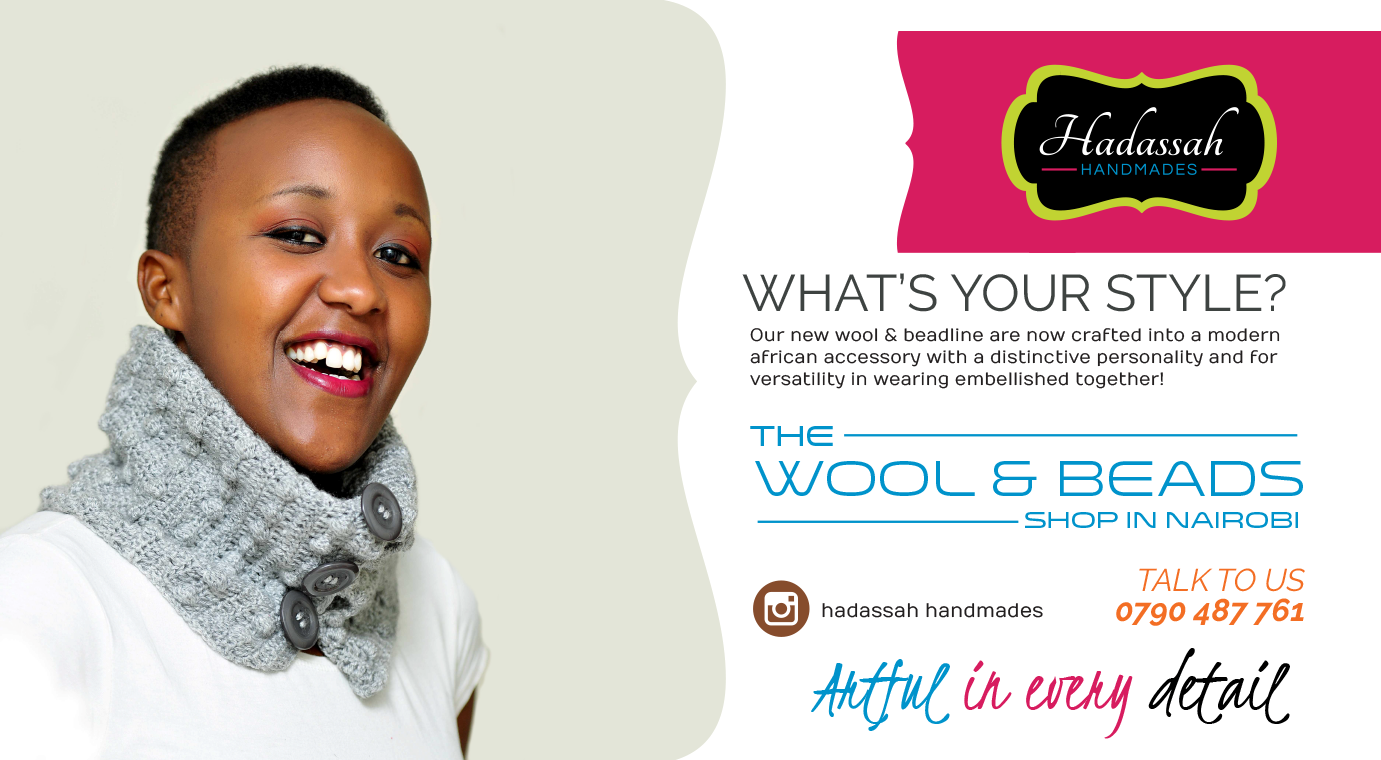 Hadassah
HANDMADES
WHAT'S YOUR STYLE?
Our new wool & beadline are now crafted into a modern
african accessory with a distinctive personality and for
versatility in wearing embellished together!
THE
WOOL & BEADS
SHOP IN NAIROBI
TALK TO US
0790 487 761
hadassah handmades
Artful in every detail